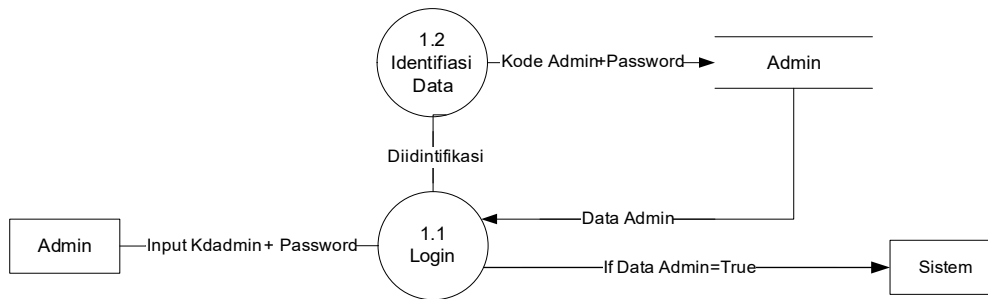 1.2
Identifiasi
Data
Kode Admin+Password
Admin
Diidintifikasi
Data Admin
Admin
Input Kdadmin + Password
1.1
Login
If Data Admin=True
Sistem